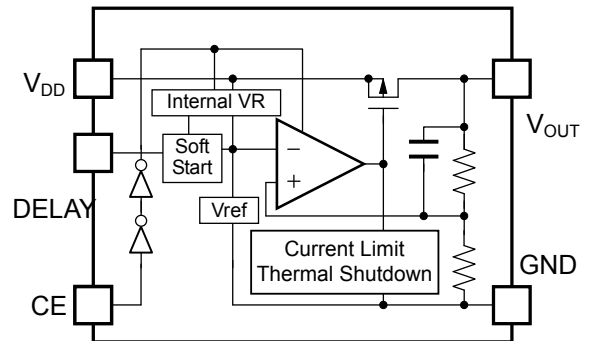 V_DD
Internal VR
Soft
Start
−
+
V_OUT
DELAY
Vref
Current Limit
Thermal Shutdown
GND
CE